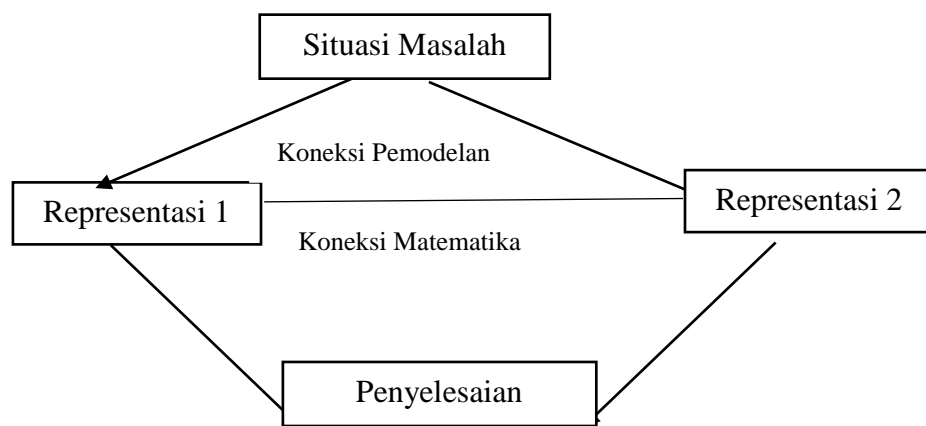 Situasi Masalah
Koneksi Pemodelan
Representasi 1
Representasi 2
Koneksi Matematika
Penyelesaian